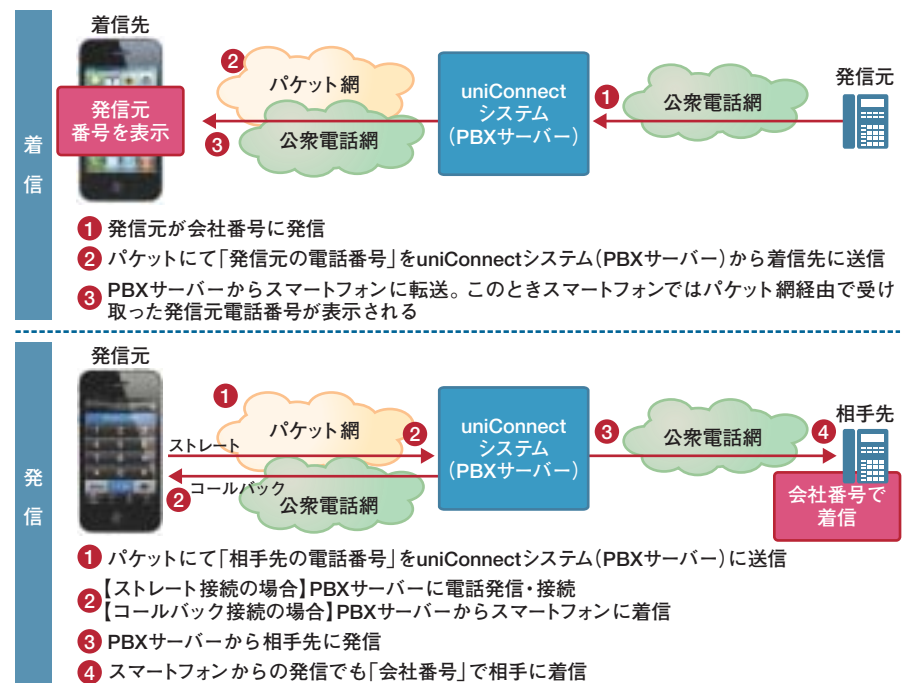 着信
着信先
発信元
番号を表示
❷
パケット網
公衆電話網
❸
uniConnect
システム
(PBXサーバー)
❶
公衆電話網
発信元
❶ 発信元が会社番号に発信
❷ パケットにて「発信元の電話番号」をuniConnectシステム(PBXサーバー)から着信先に送信
❸ PBXサーバーからスマートフォンに転送。このときスマートフォンではパケット網経由で受け
取った発信元電話番号が表示される
発信
発信元
❶
パケット網
❷
ストレート
❷
コールバック
公衆電話網
uniConnect
システム
(PBXサーバー)
❸
公衆電話網
❹
相手先
会社番号で
着信
❶ パケットにて「相手先の電話番号」をuniConnectシステム(PBXサーバー)に送信
❷【ストレート接続の場合】PBXサーバーに電話発信・接続
【コールバック接続の場合】PBXサーバーからスマートフォンに着信
❸ PBXサーバーから相手先に発信
❹ スマートフォンからの発信でも「会社番号」で相手に着信